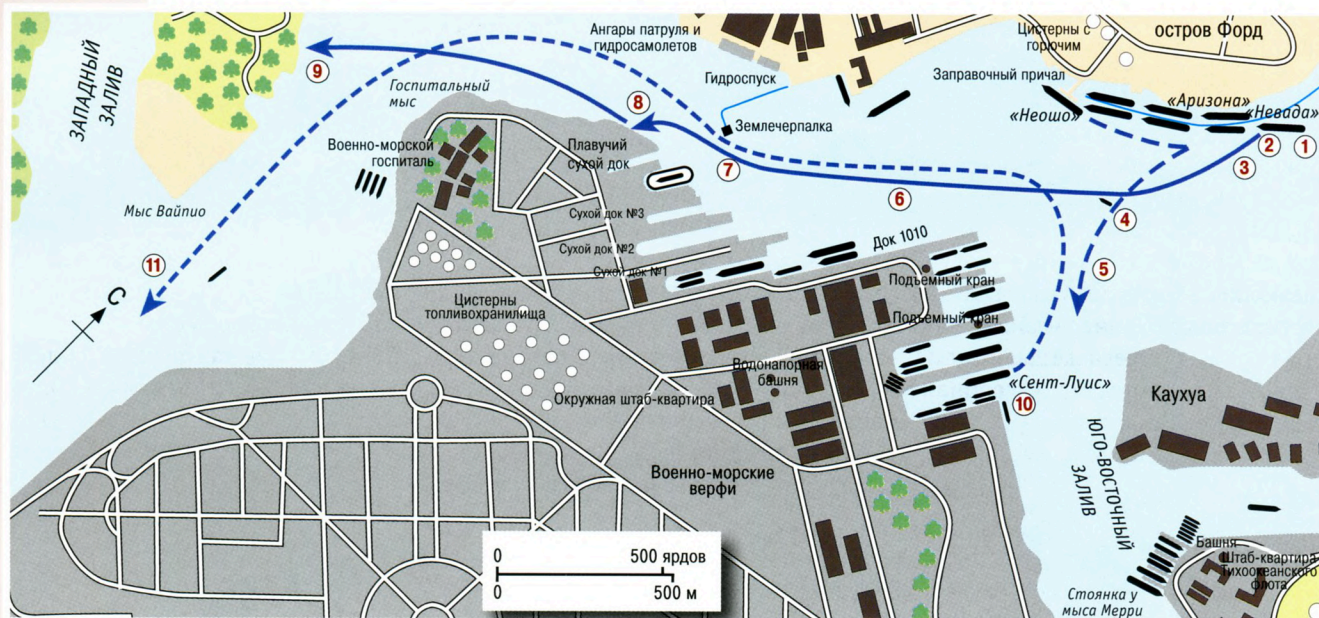 ЗАПАДНЫЙ
ЗАЛИВ
9
Госпитальный
мыс
Ангары патруля и
гидросамолетов
Гидроспуск
Землечерпалка
Цистерны с
горючим
остров Форд
Заправочный причал
«Неошо»
«Аризона»
«Невада»
1
2
3
4
5
6
7
8
Военно-морской
госпиталь
Плавучий
сухой док
Сухой док №3
Сухой док №2
Сухой док №1
Док 1010
Мыс Вайпио
11
С
Цистерны
топливохранилища
Подъемный кран
Подъемный кран
Водонапорная
башня
Окружная штаб-квартира
«Сент-Луис»
10
Каухуа
ЮГО-ВОСТОЧНЫЙ
ЗАЛИВ
Военно-морские
верфи
0
500 ярдов
0
500 м
Башня
Штаб-квартира
Тихоокеанского
флота
Стоянка у
мыса Мерри